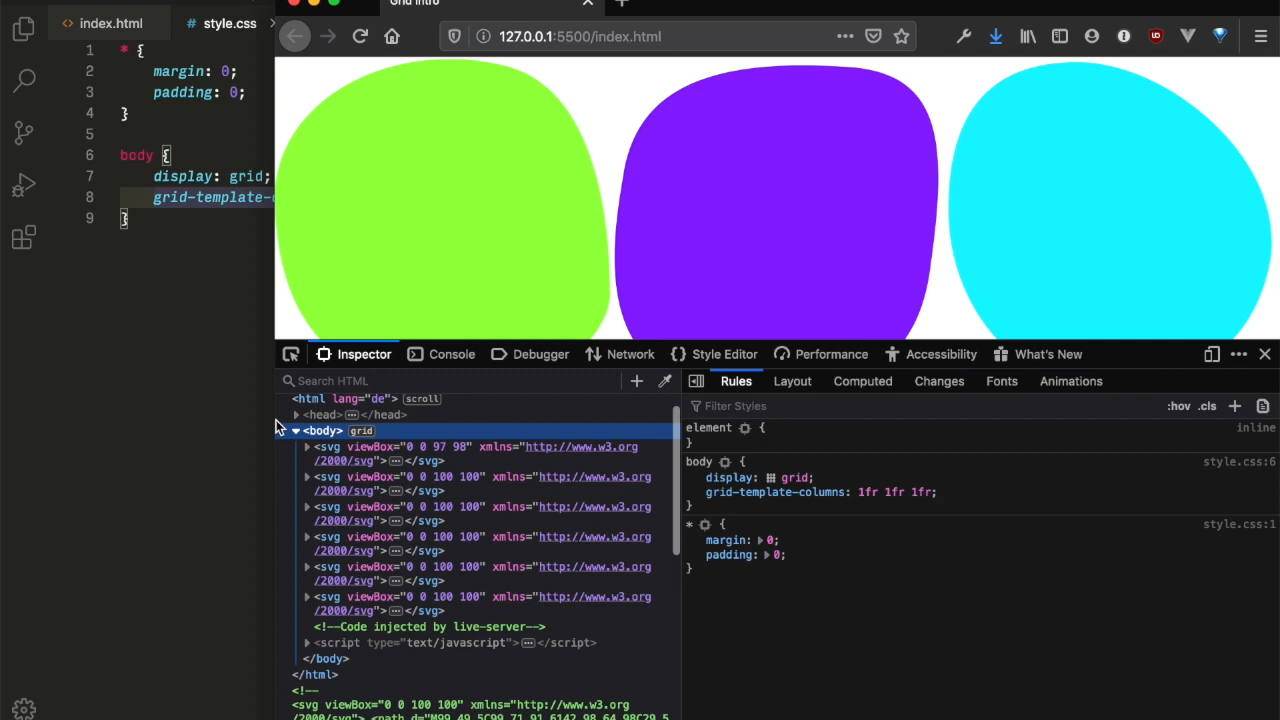 index.html
style.css
1 * {
2 margin: 0;
3 padding: 0;
4 }
5
6 body {
7 display: grid;
8 grid-template-c
9 }
Grid Intro
127.0.0.1:5500/index.html
Inspector Console Debugger Network Style Editor Performance Accessibility What's New
Search HTML
<html lang="de"> scroll
<head></head>
<body> grid
<svg viewBox="0 0 97 98" xmlns="http://www.w3.org
/2000/svg"></svg>
<svg viewBox="0 0 100 100" xmlns="http://www.w3.org
/2000/svg"></svg>
<svg viewBox="0 0 100 100" xmlns="http://www.w3.org
/2000/svg"></svg>
<svg viewBox="0 0 100 100" xmlns="http://www.w3.org
/2000/svg"></svg>
<svg viewBox="0 0 100 100" xmlns="http://www.w3.org
/2000/svg"></svg>
<svg viewBox="0 0 100 100" xmlns="http://www.w3.org
/2000/svg"></svg>
<!--Code injected by live-server-->
<script type="text/javascript"></script>
</body>
</html>
<!--
<svg viewBox="0 0 100 100" xmlns="http://www.w3.org
/2000/svg"> <path
Rules Layout Computed Changes Fonts Animations
Filter Styles
:hov .cls
element { inline
}
body { style.css:6
display: grid;
grid-template-columns: 1fr 1fr 1fr;
}
* { style.css:1
margin: 0;
padding: 0;
}